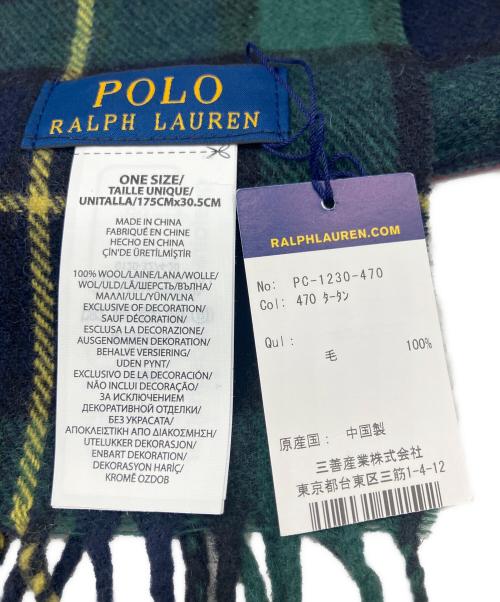 POLO
RALPH LAUREN
ONE SIZE/
TAILLE UNIQUE/
UNITALLA/175CMx30.5CM
MADE IN CHINA
FABRIQUÉ EN CHINE
HECHO EN CHINA
ÇİN'DE ÜRETİLMİŞTİR
100% WOOL/LAINE/LANA/WOLLE/
WOL/ULD/LÃ/ШЕРСТЬ/ВЪЛНА/
ΜΑΛΛΙ/ULL/YÜN/VLNA
EXCLUSIVE OF DECORATION/
SAUF DÉCORATION/
ESCLUSA LA DECORAZIONE/
AUSGENOMMEN DEKORATION/
BEHALVE VERSIERING/
UDEN PYNT/
EXCLUSIVO DE LA DECORACIÓN/
NÃO INCLUI DECORAÇÃO/
ЗА ИСКЛЮЧЕНИЕМ
ДЕКОРАТИВНОЙ ОТДЕЛКИ/
БЕЗ УКРАСАТА/
ΑΠΟΚΛΕΙΣΤΙΚΗ ΑΠΟ ΔΙΑΚΟΣΜΗΣΗ/
UTELUKKER DEKORASJON/
ENBART DEKORATION/
DEKORASYON HARİÇ/
KROMĚ OZDOB
RALPHLAUREN.COM
No: PC-1230-470
Col: 470 タータン
Qul:
毛 100%
原産国: 中国製
三善産業株式会社
東京都台東区三筋1-4-12